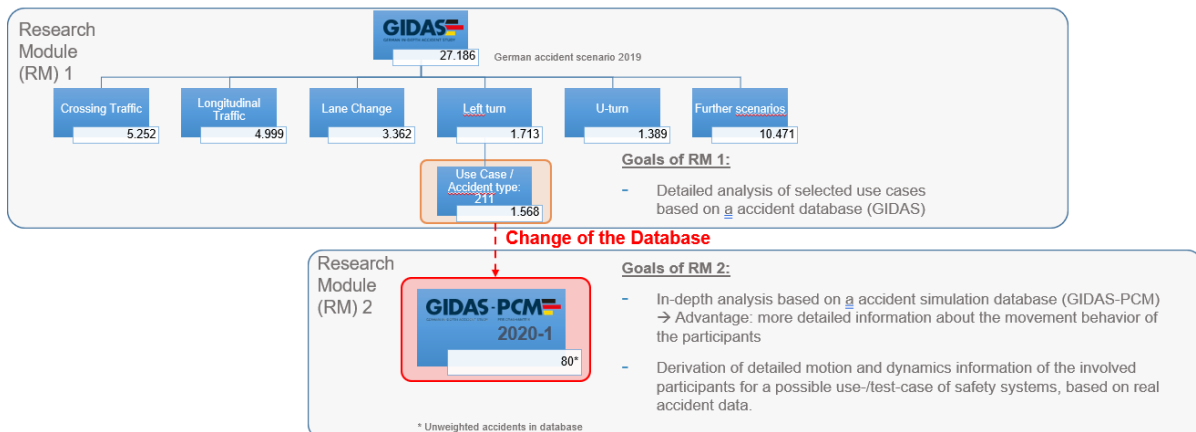 Research
Module
(RM) 1
GIDAS
GERMAN IN-DEPTH ACCIDENT STUDY
27.186
German accident scenario 2019
Crossing Traffic
5.252
Longitudinal
Traffic
4.999
Lane Change
3.362
Left turn
1.713
U-turn
1.389
Further scenarios
10.471
Use Case /
Accident type:
211
1.568
Goals of RM 1:
- Detailed analysis of selected use cases
based on a accident database (GIDAS)
Change of the Database
Research
Module
(RM) 2
GIDAS-PCM
2020-1
80*
* Unweighted accidents in database
Goals of RM 2:
- In-depth analysis based on a accident simulation database (GIDAS-PCM)
→ Advantage: more detailed information about the movement behavior of
the participants
- Derivation of detailed motion and dynamics information of the involved
participants for a possible use-/test-case of safety systems, based on real
accident data.